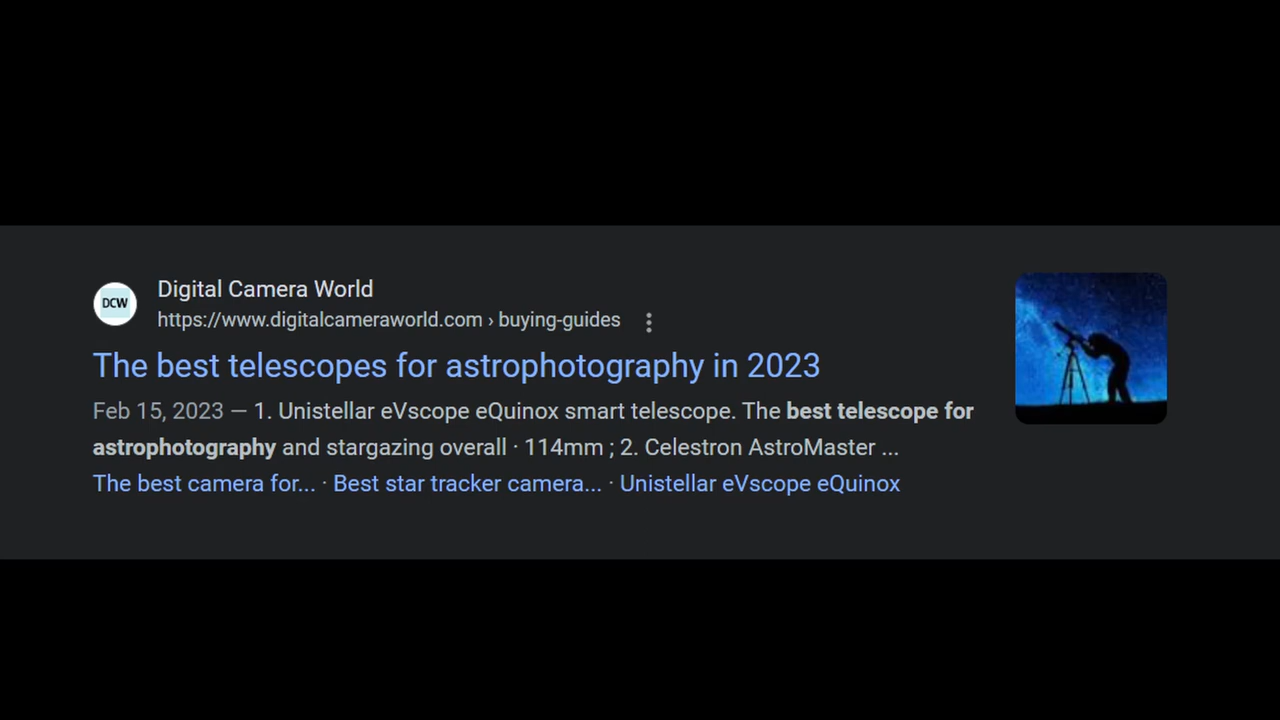 DCW
Digital Camera World
https://www.digitalcameraworld.com › buying-guides
The best telescopes for astrophotography in 2023
Feb 15, 2023 — 1. Unistellar eVscope eQuinox smart telescope. The best telescope for
astrophotography and stargazing overall · 114mm ; 2. Celestron AstroMaster ...
The best camera for... · Best star tracker camera... · Unistellar eVscope eQuinox